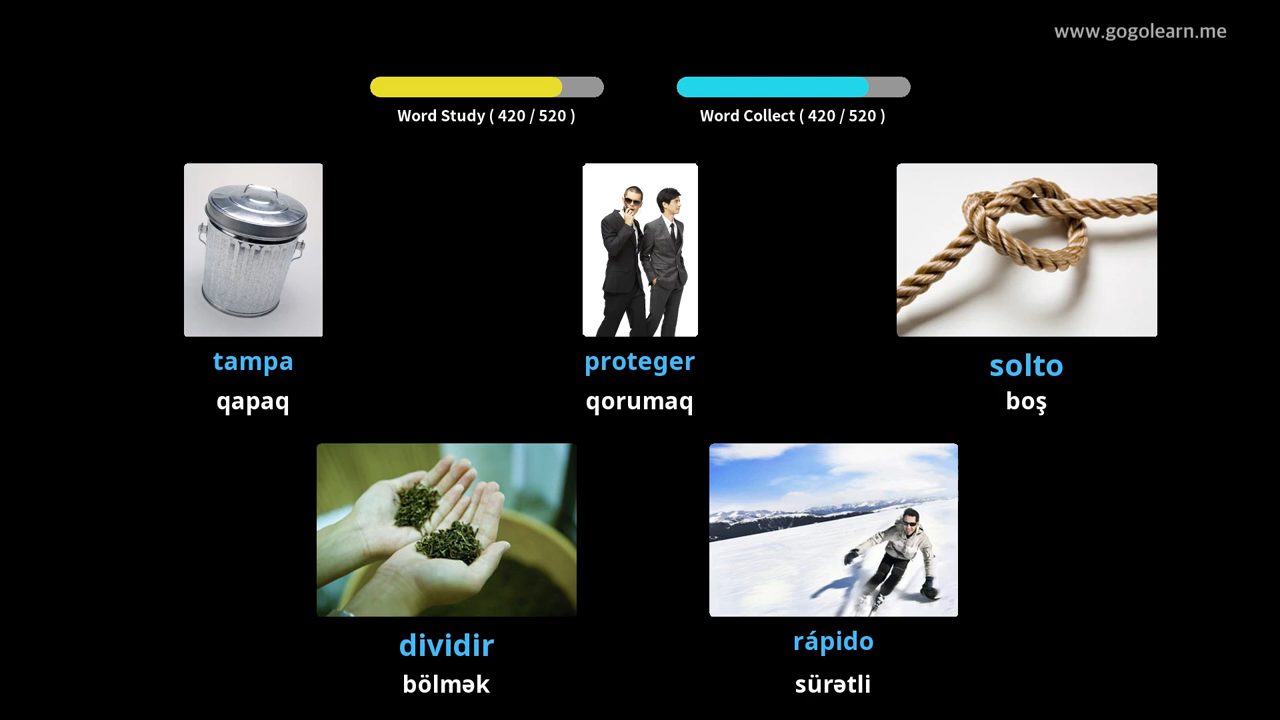 www.gogolearn.me
Word Study ( 420 / 520 )
Word Collect ( 420 / 520 )
tampa
qapaq
proteger
qorumaq
solto
boş
dividir
bölmək
rápido
sürətli